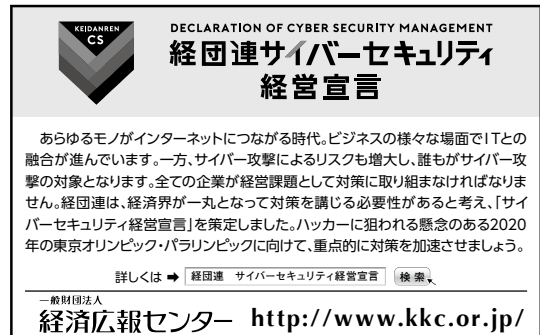 KEIDANREN
CS
DECLARATION OF CYBER SECURITY MANAGEMENT
経団連サイバーセキュリティ
経営宣言
あらゆるモノがインターネットにつながる時代。ビジネスの様々な場面でITとの
融合が進んでいます。一方、サイバー攻撃によるリスクも増大し、誰もがサイバー攻
撃の対象となります。全ての企業が経営課題として対策に取り組まなければなりま
せん。経団連は、経済界が一丸となって対策を講じる必要性があると考え、「サイ
バーセキュリティ経営宣言」を策定しました。ハッカーに狙われる懸念のある2020
年の東京オリンピック・パラリンピックに向けて、重点的に対策を加速させましょう。
詳しくは ➡ 経団連 サイバーセキュリティ経営宣言 検索
一般財団法人
経済広報センター http://www.kkc.or.jp/